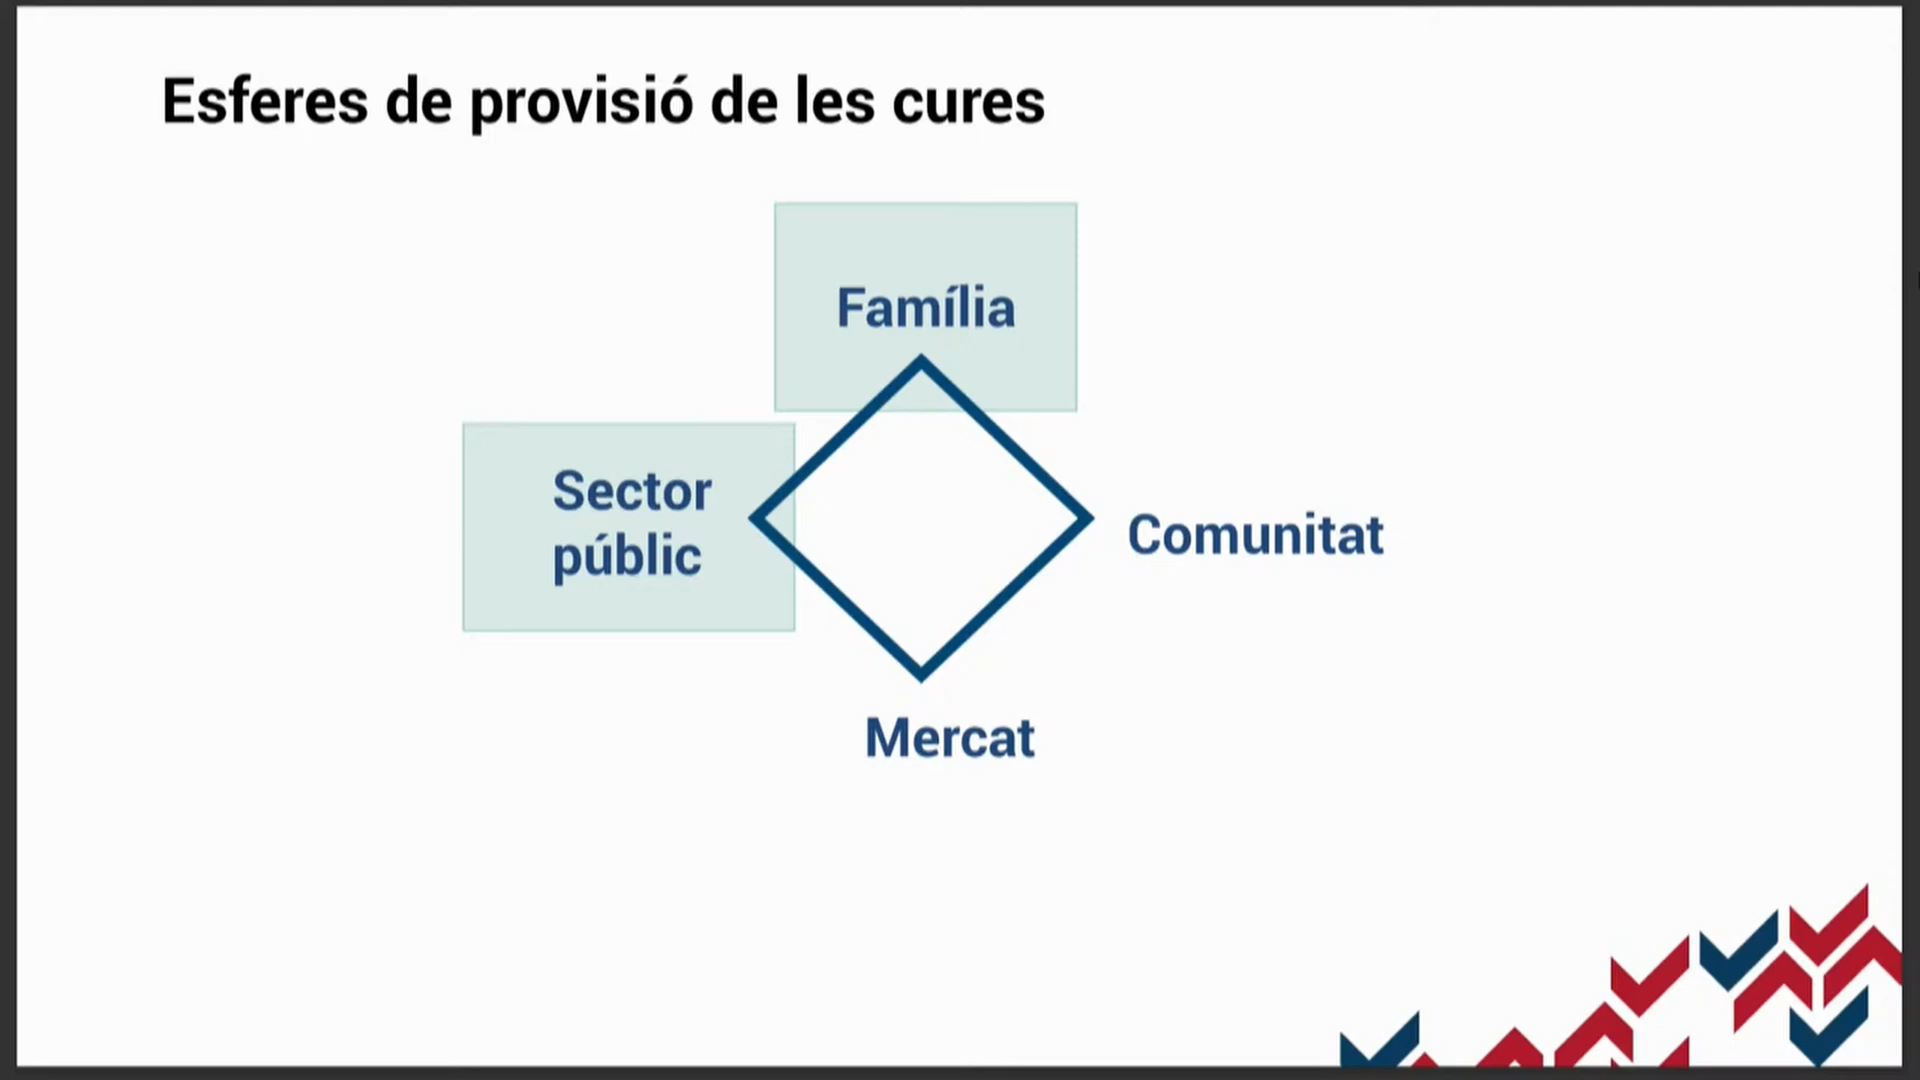 Esferes de provisió de les cures
Família
Sector
públic
Comunitat
Mercat